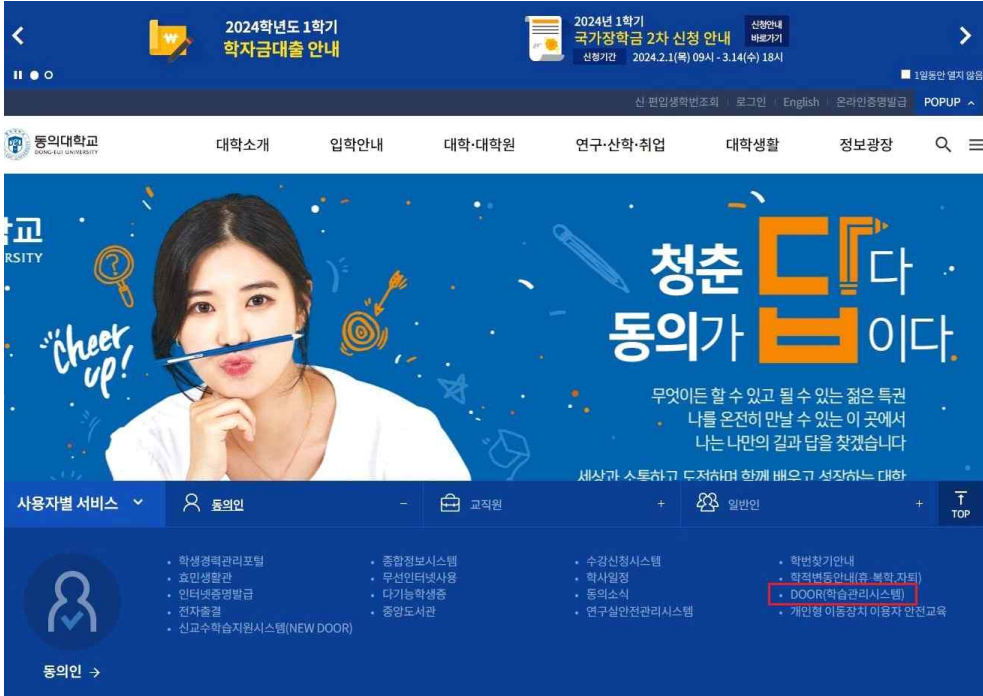 2024학년도 1학기
학자금대출 안내
2024년 1학기
국가장학금 2차 신청 안내
신청기간 2024.2.1(목) 09시 - 3.14(수) 18시
신청안내
바로가기
1일동안 열지 않음
신·편입생학번조회 로그인 English 온라인증명발급 POPUP
동의대학교
DONG-EUI UNIVERSITY
대학소개 입학안내 대학·대학원 연구·산학·취업 대학생활 정보광장
학교
RSITY
"Cheer
up!
청춘 답다
동의가 답이다.
무엇이든 할 수 있고 될 수 있는 젊은 특권
나를 온전히 만날 수 있는 이 곳에서
나는 나만의 길과 답을 찾겠습니다
세상과 소통하고 도전하며 함께 배우고 성장하는 대학
사용자별 서비스 동의인 - 교직원 + 일반인 + TOP
• 학생경력관리포털
• 효민생활관
• 인터넷증명발급
• 전자출결
• 신교수학습지원시스템(NEW DOOR)
• 종합정보시스템
• 무선인터넷사용
• 다기능학생증
• 중앙도서관
• 수강신청시스템
• 학사일정
• 동의소식
• 연구실안전관리시스템
• 학번찾기안내
• 학적변동안내(휴·복학,자퇴)
• DOOR(학습관리시스템)
• 개인형 이동장치 이용자 안전교육
동의인 →